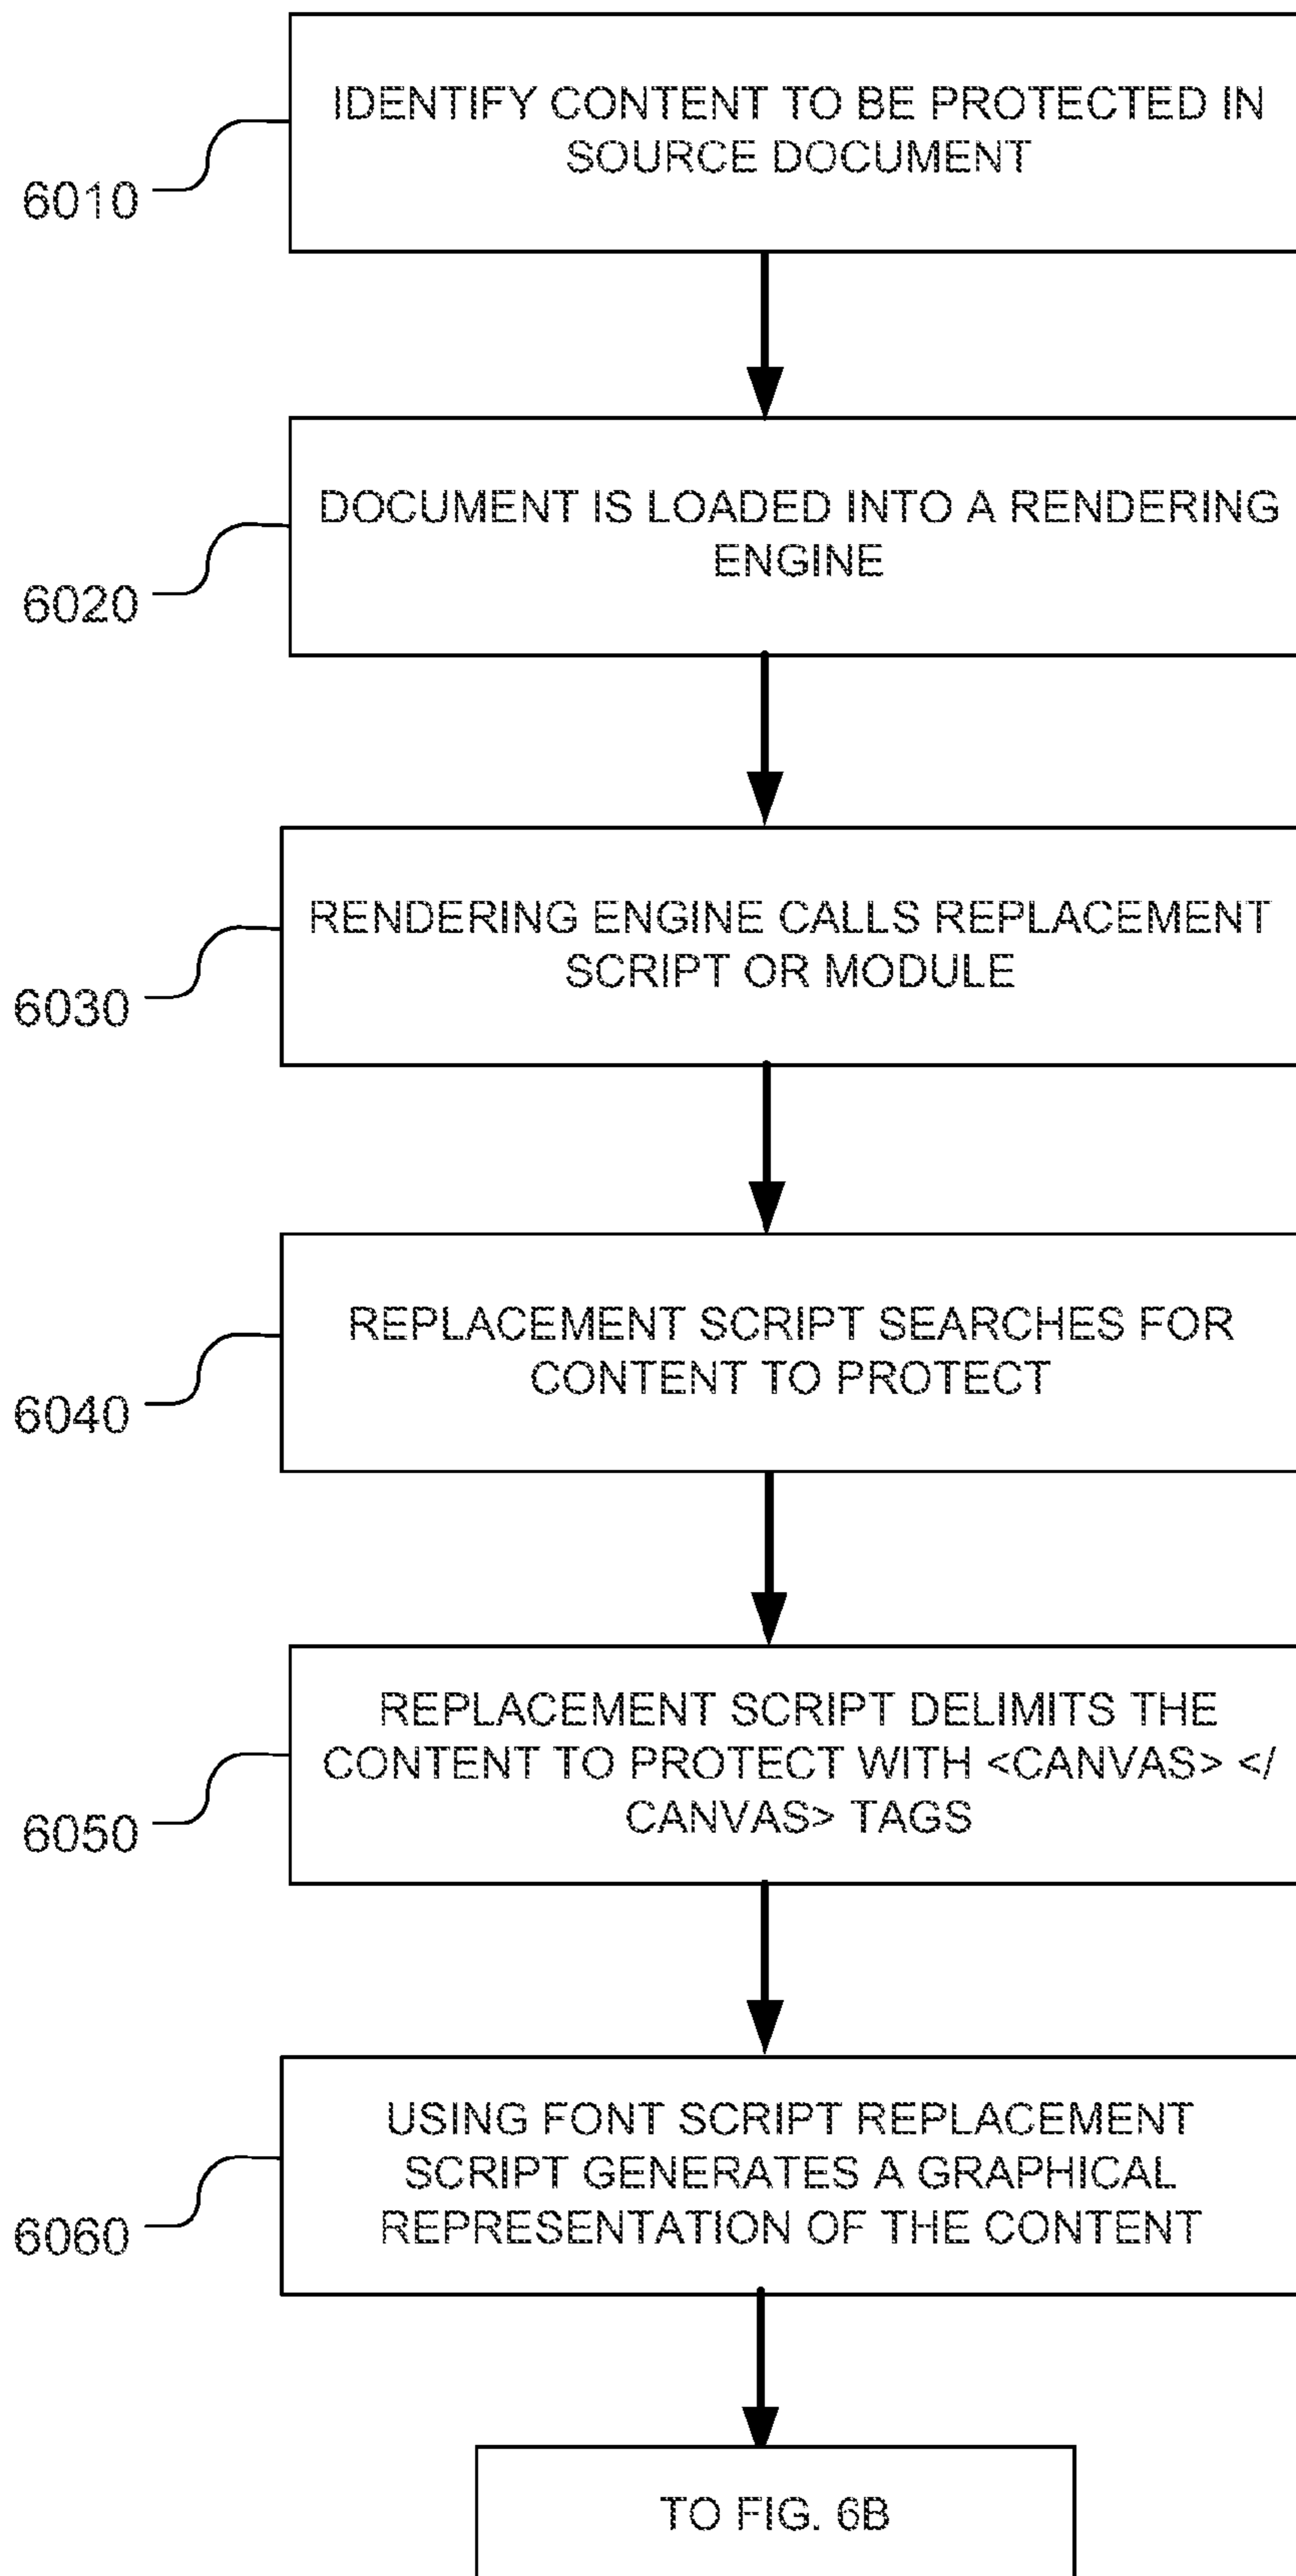 IDENTIFY CONTENT TO BE PROTECTED IN
SOURCE DOCUMENT
6010
DOCUMENT IS LOADED INTO A RENDERING
ENGINE
6020
RENDERING ENGINE CALLS REPLACEMENT
SCRIPT OR MODULE
6030
REPLACEMENT SCRIPT SEARCHES FOR
CONTENT TO PROTECT
6040
REPLACEMENT SCRIPT DELIMITS THE
CONTENT TO PROTECT WITH <CANVAS> </
CANVAS> TAGS
6050
USING FONT SCRIPT REPLACEMENT
SCRIPT GENERATES A GRAPHICAL
REPRESENTATION OF THE CONTENT
6060
TO FIG. 6B